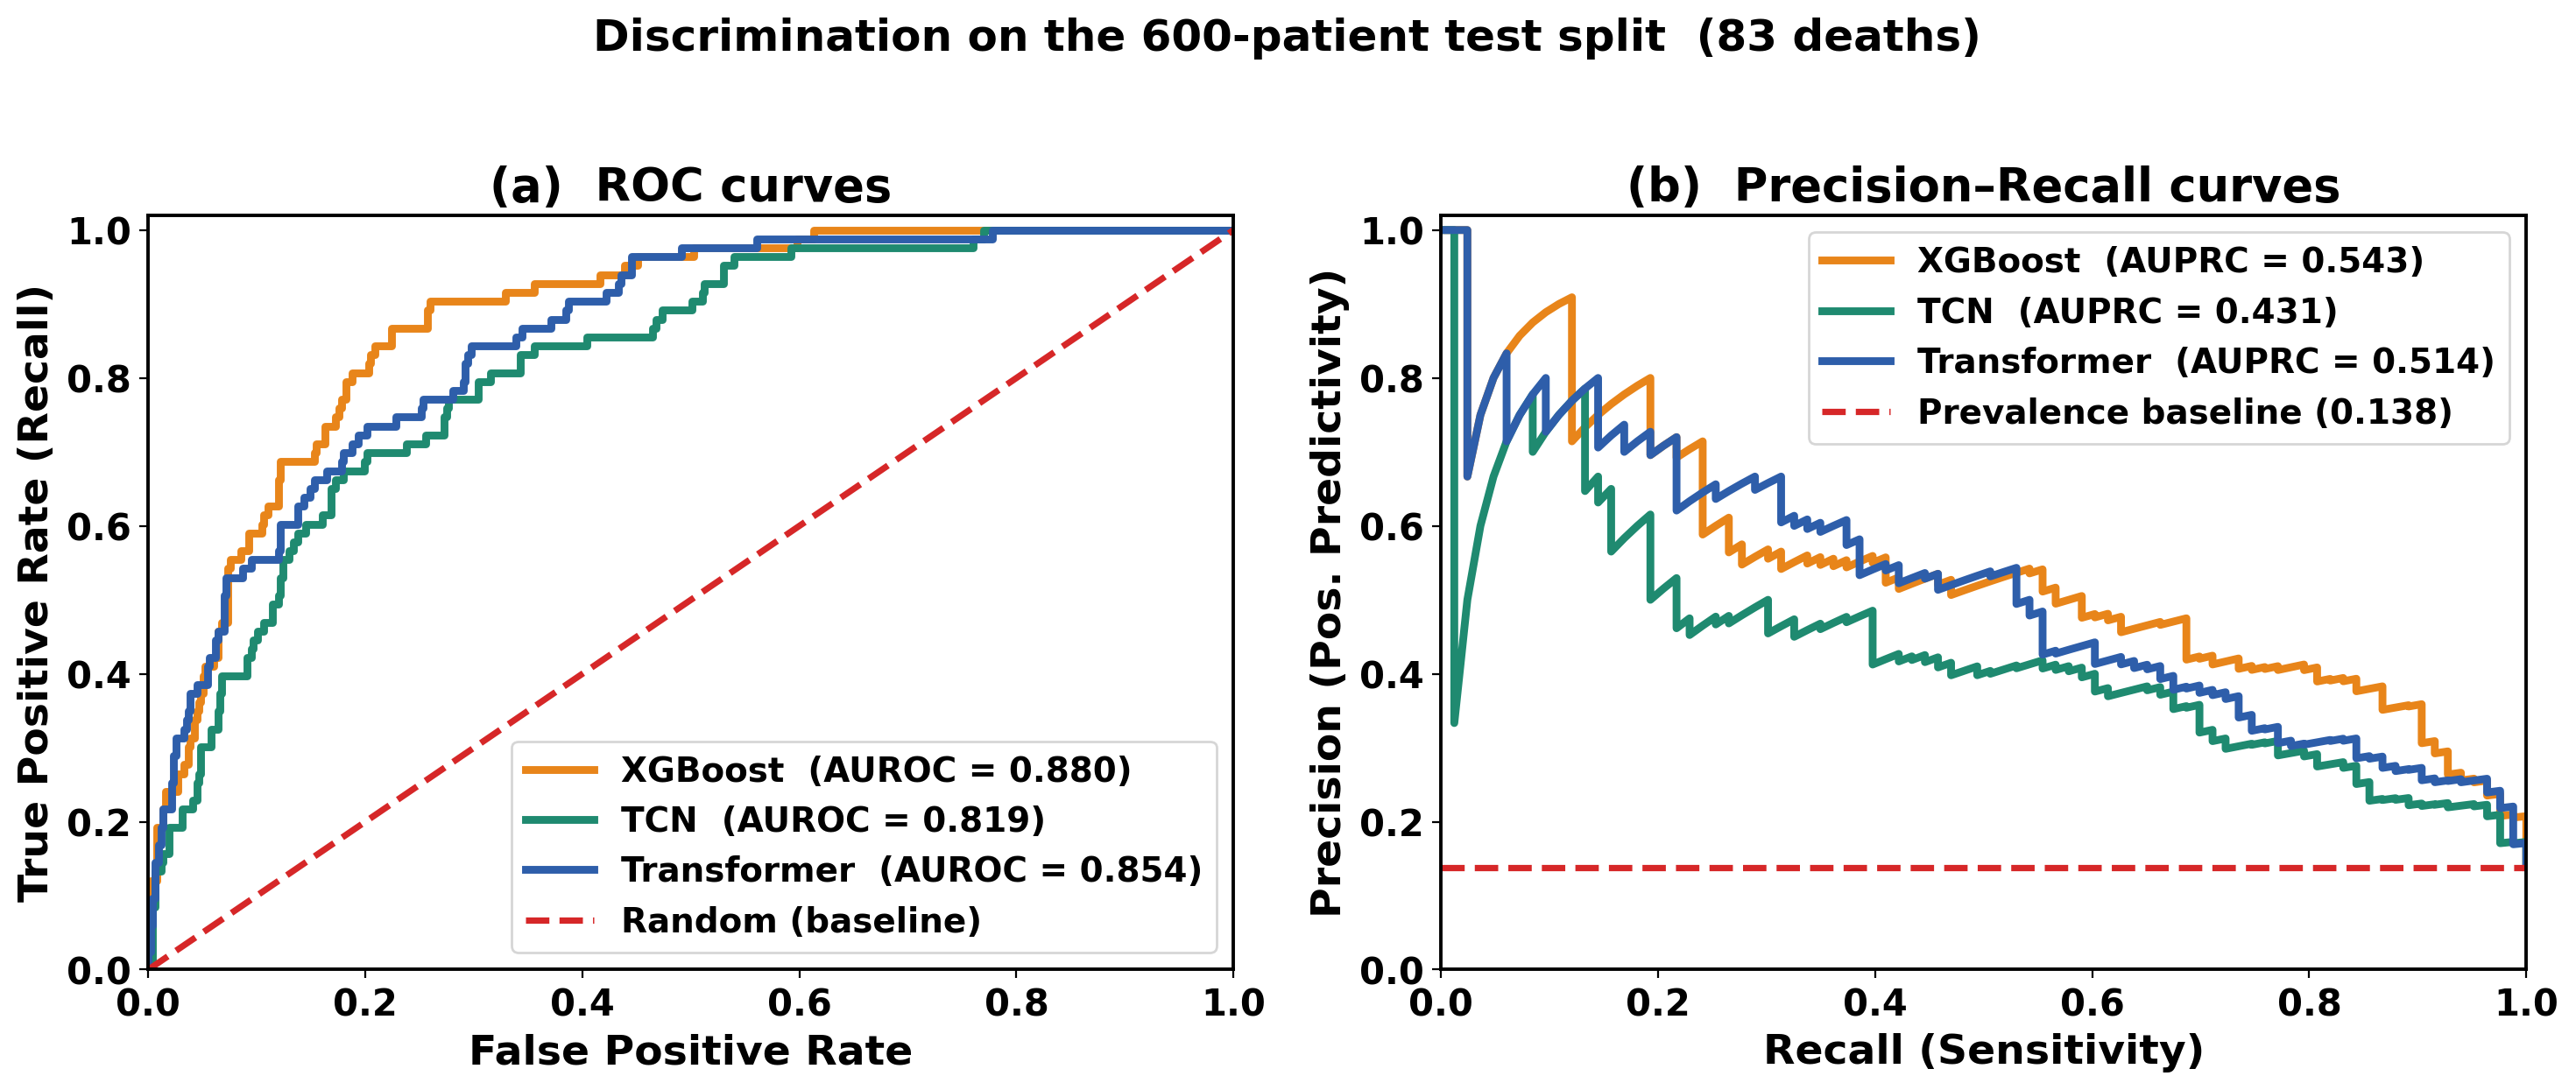 Discrimination on the 600-patient test split (83 deaths)
(a) ROC curves
True Positive Rate (Recall)
1.0
0.8
0.6
0.4
0.2
0.0
XGBoost (AUROC = 0.880)
TCN (AUROC = 0.819)
Transformer (AUROC = 0.854)
Random (baseline)
0.0 0.2 0.4 0.6 0.8 1.0
False Positive Rate
(b) Precision–Recall curves
Precision (Pos. Predictivity)
1.0
0.8
0.6
0.4
0.2
0.0
XGBoost (AUPRC = 0.543)
TCN (AUPRC = 0.431)
Transformer (AUPRC = 0.514)
Prevalence baseline (0.138)
0.0 0.2 0.4 0.6 0.8 1.0
Recall (Sensitivity)